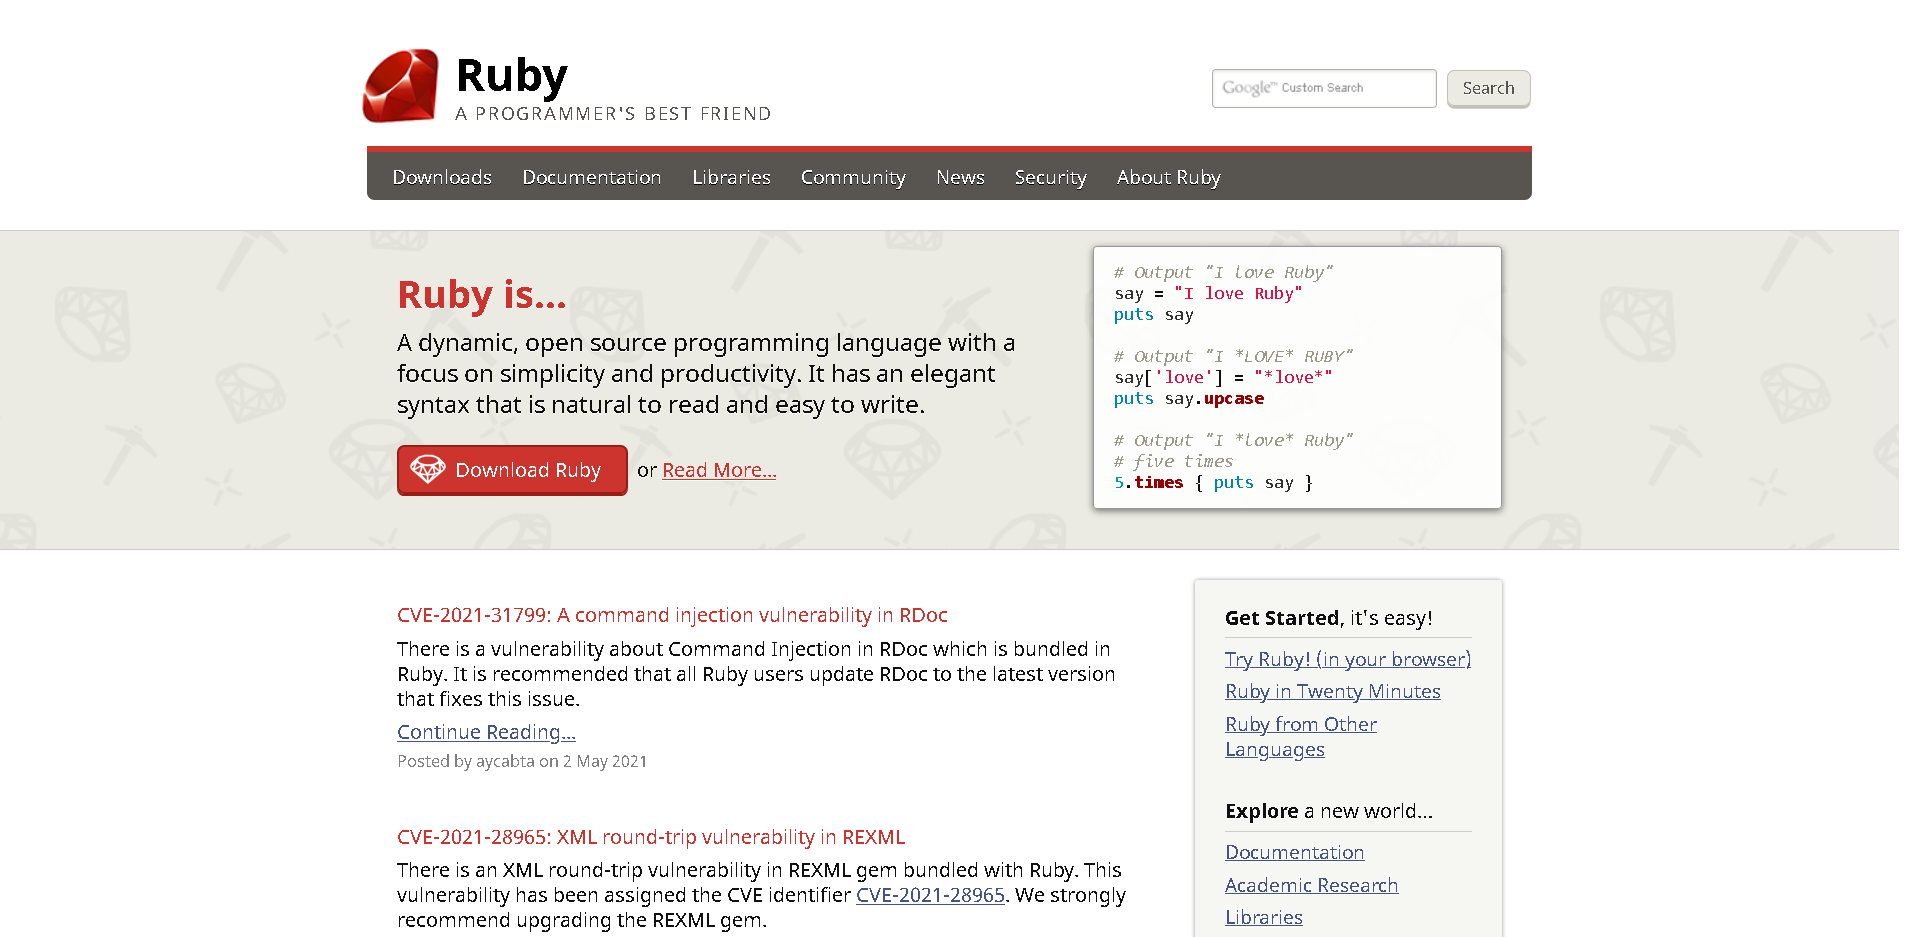 Ruby
A PROGRAMMER'S BEST FRIEND
Google™ Custom Search
Search
Downloads Documentation Libraries Community News Security About Ruby
Ruby is...
A dynamic, open source programming language with a
focus on simplicity and productivity. It has an elegant
syntax that is natural to read and easy to write.
Download Ruby or Read More...
# Output "I love Ruby"
say = "I love Ruby"
puts say
# Output "I *LOVE* RUBY"
say['love'] = "*love*"
puts say.upcase
# Output "I *love* Ruby"
# five times
5.times { puts say }
CVE-2021-31799: A command injection vulnerability in RDoc
There is a vulnerability about Command Injection in RDoc which is bundled in
Ruby. It is recommended that all Ruby users update RDoc to the latest version
that fixes this issue.
Continue Reading...
Posted by aycabta on 2 May 2021
CVE-2021-28965: XML round-trip vulnerability in REXML
There is an XML round-trip vulnerability in REXML gem bundled with Ruby. This
vulnerability has been assigned the CVE identifier CVE-2021-28965. We strongly
recommend upgrading the REXML gem.
Get Started, it's easy!
Try Ruby! (in your browser)
Ruby in Twenty Minutes
Ruby from Other
Languages
Explore a new world...
Documentation
Academic Research
Libraries